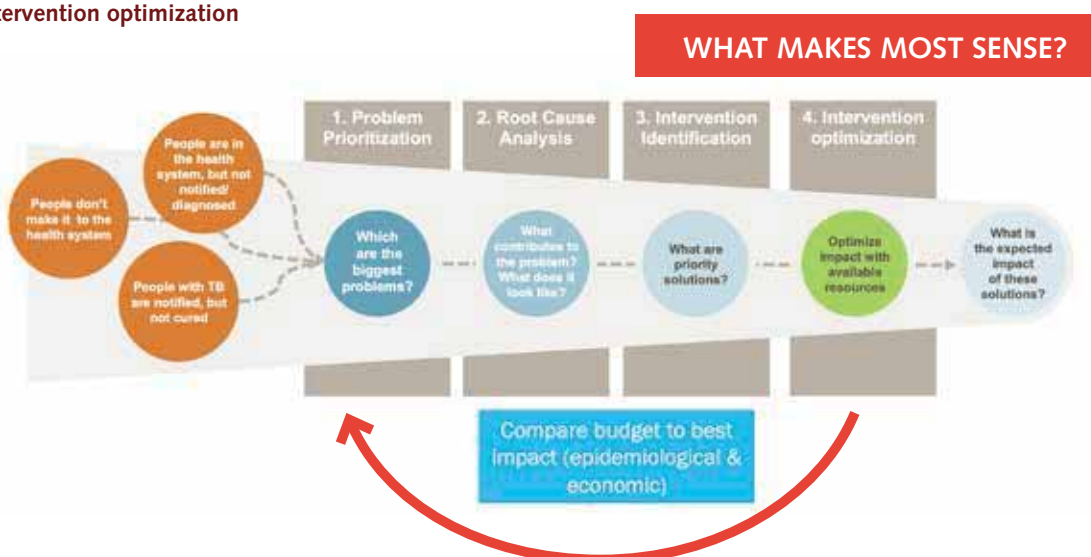 tervention optimization
WHAT MAKES MOST SENSE?
1. Problem
Prioritization
2. Root Cause
Analysis
3. Intervention
Identification
4. Intervention
optimization
People don't
make it to the
health system
People are in
the health
system, but not
notified/
diagnosed
People with TB
are notified, but
not cured
Which
are the
biggest
problems?
What
contributes to
the problem?
What does it
look like?
What are
priority
solutions?
Optimize
impact with
available
resources
What is
the expected
impact
of these
solutions?
Compare budget to best
impact (epidemiological &
economic)